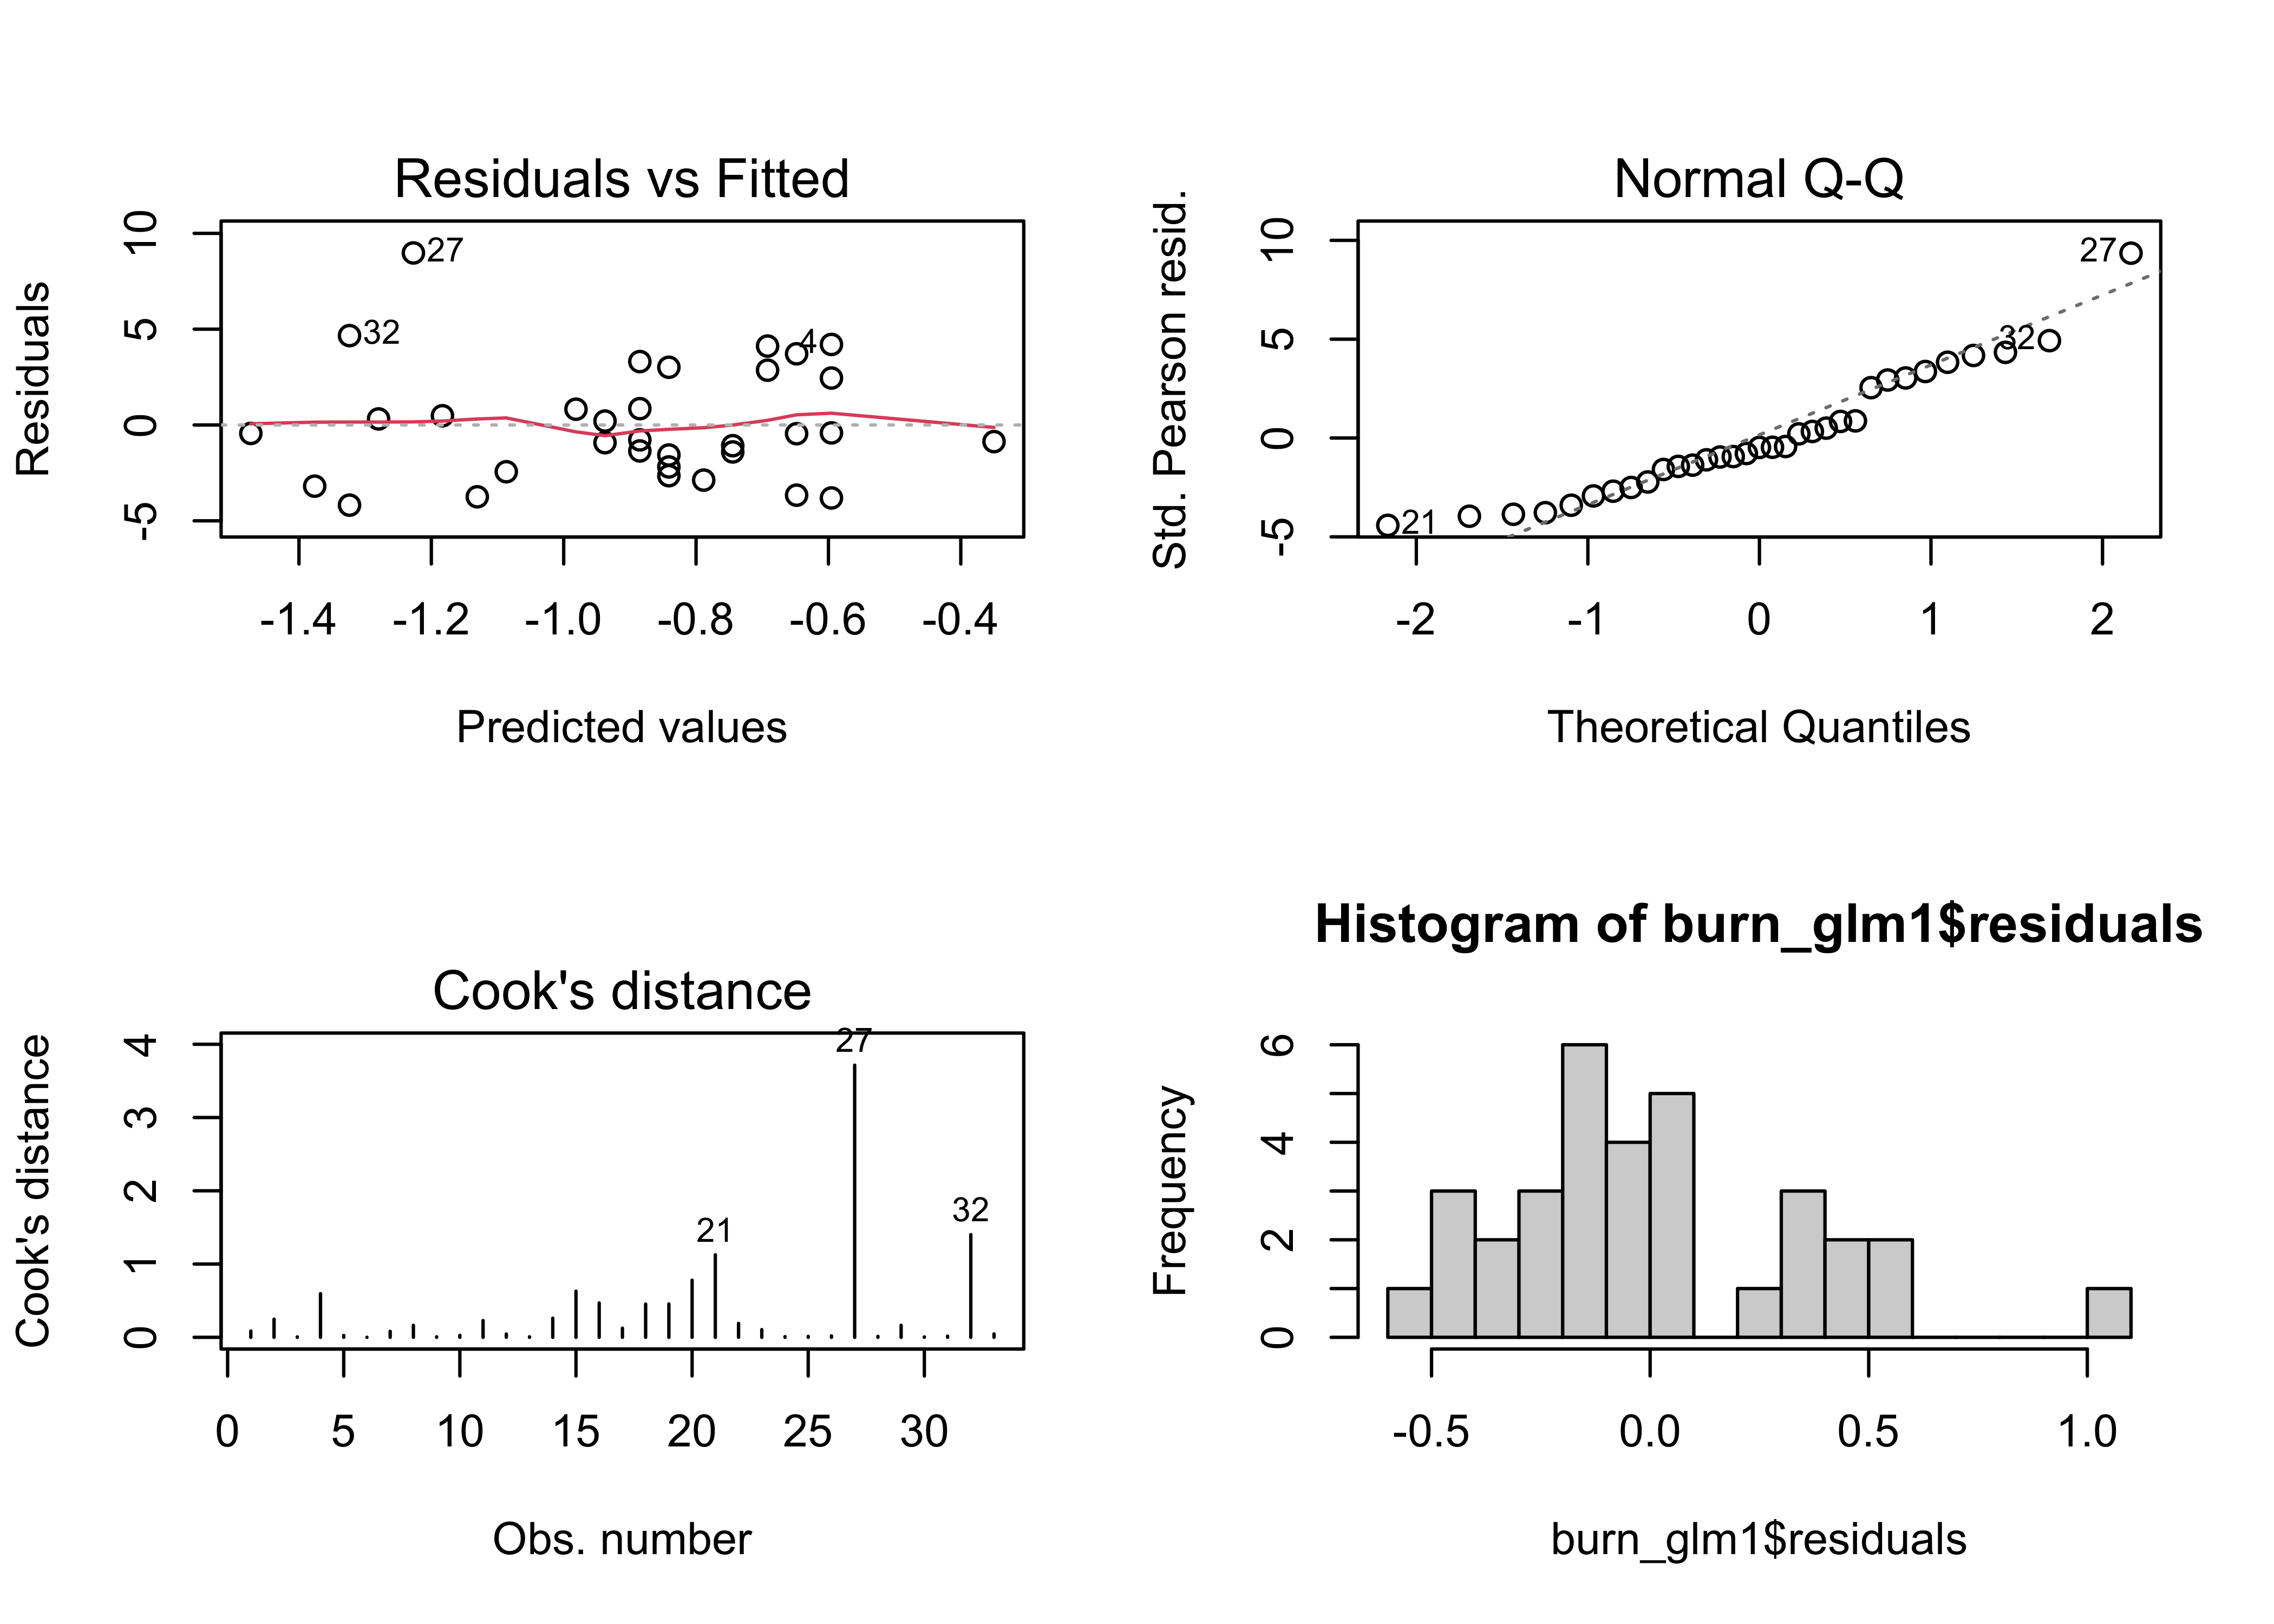 Residuals vs Fitted
Residuals
10
5
0
-5
27
32
4
-1.4 -1.2 -1.0 -0.8 -0.6 -0.4
Predicted values
Normal Q-Q
Std. Pearson resid.
10
5
0
-5
27
32
21
-2 -1 0 1 2
Theoretical Quantiles
Cook's distance
Cook's distance
4
3
2
1
0
27
32
21
0 5 10 15 20 25 30
Obs. number
Histogram of burn_glm1$residuals
Frequency
6
4
2
0
-0.5 0.0 0.5 1.0
burn_glm1$residuals